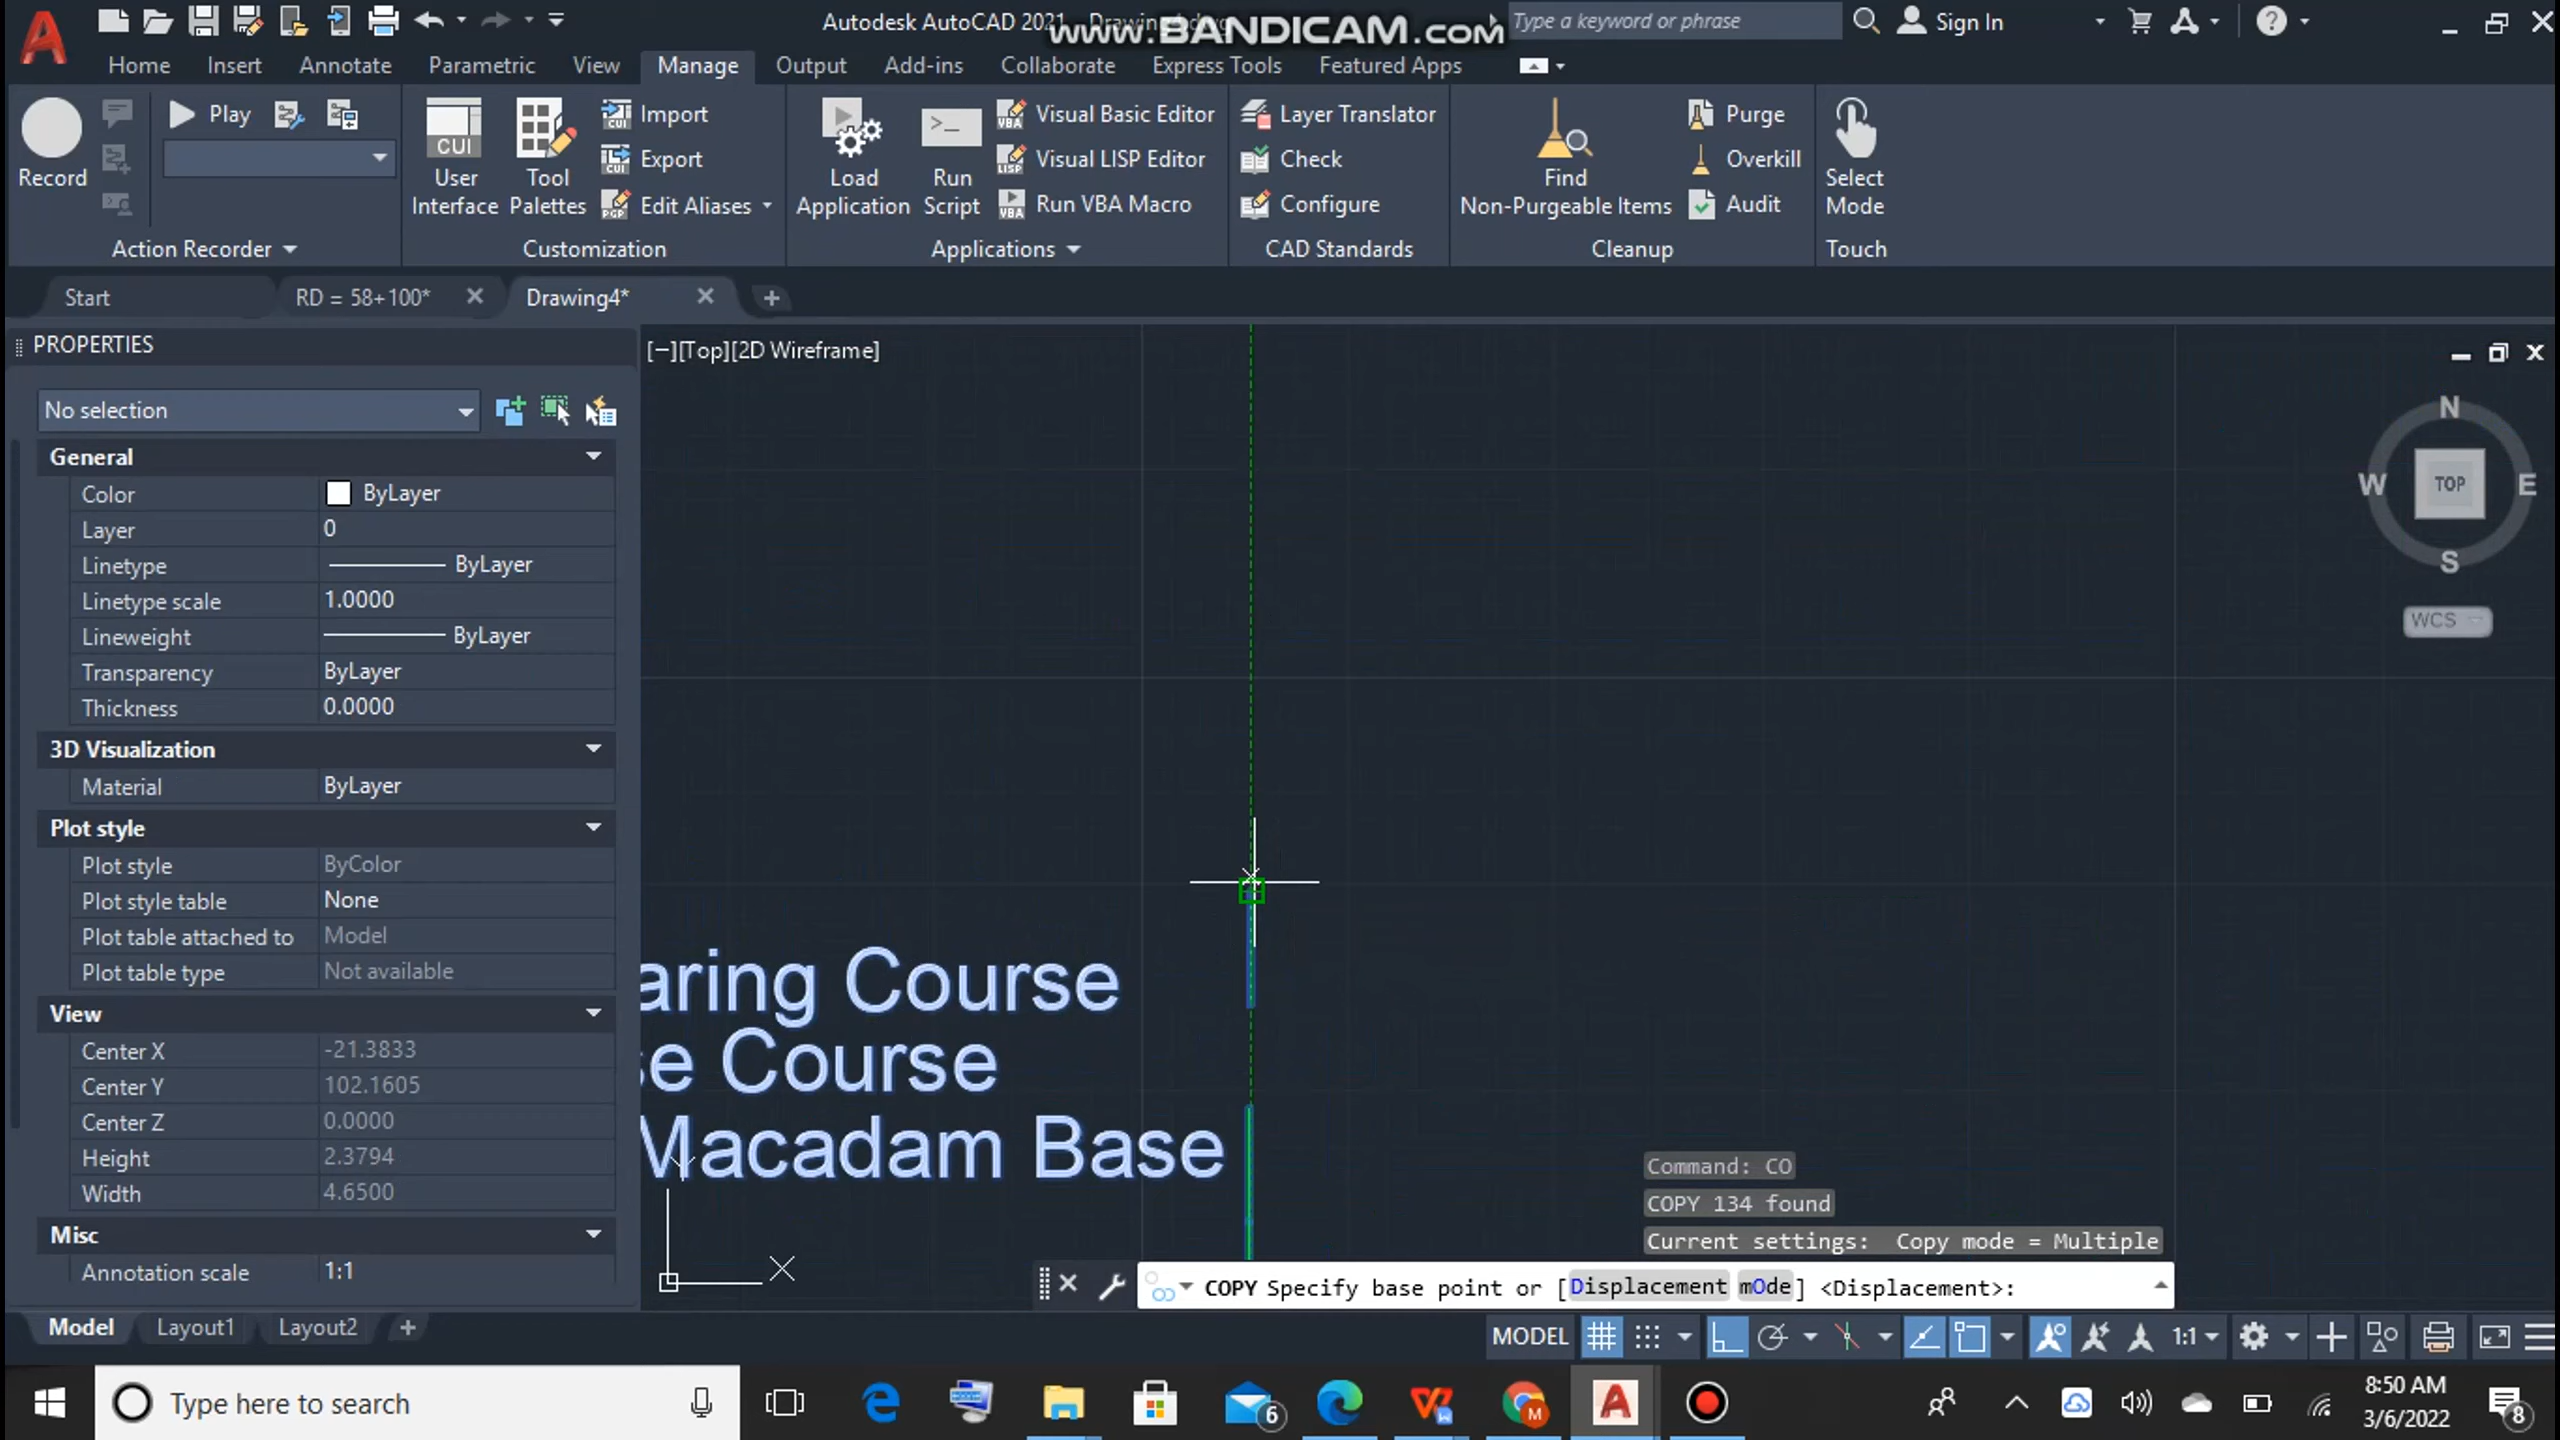 Autodesk AutoCAD 2021 Drawing4.dwg
www.BANDICAM.com
Type a keyword or phrase
Sign In
Home Insert Annotate Parametric View Manage Output Add-ins Collaborate Express Tools Featured Apps
Record
Play
CUI
User Interface
Tool Palettes
Import
Export
Edit Aliases
Load Application
Run Script
Visual Basic Editor
Visual LISP Editor
Run VBA Macro
Layer Translator
Check
Configure
Find Non-Purgeable Items
Purge
Overkill
Audit
Select Mode
Action Recorder Customization Applications CAD Standards Cleanup Touch
Start RD = 58+100* Drawing4*
PROPERTIES
[−][Top][2D Wireframe]
No selection
General
Color ByLayer
Layer 0
Linetype ByLayer
Linetype scale 1.0000
Lineweight ByLayer
Transparency ByLayer
Thickness 0.0000
3D Visualization
Material ByLayer
Plot style
Plot style ByColor
Plot style table None
Plot table attached to Model
Plot table type Not available
View
Center X -21.3833
Center Y 102.1605
Center Z 0.0000
Height 2.3794
Width 4.6500
Misc
Annotation scale 1:1
N
W TOP E
S
WCS
aring Course
se Course
Macadam Base
Y
X
Command: CO
COPY 134 found
Current settings: Copy mode = Multiple
COPY Specify base point or [Displacement mOde] <Displacement>:
Model Layout1 Layout2
MODEL 1:1
Type here to search
6
M
8:50 AM
3/6/2022
8